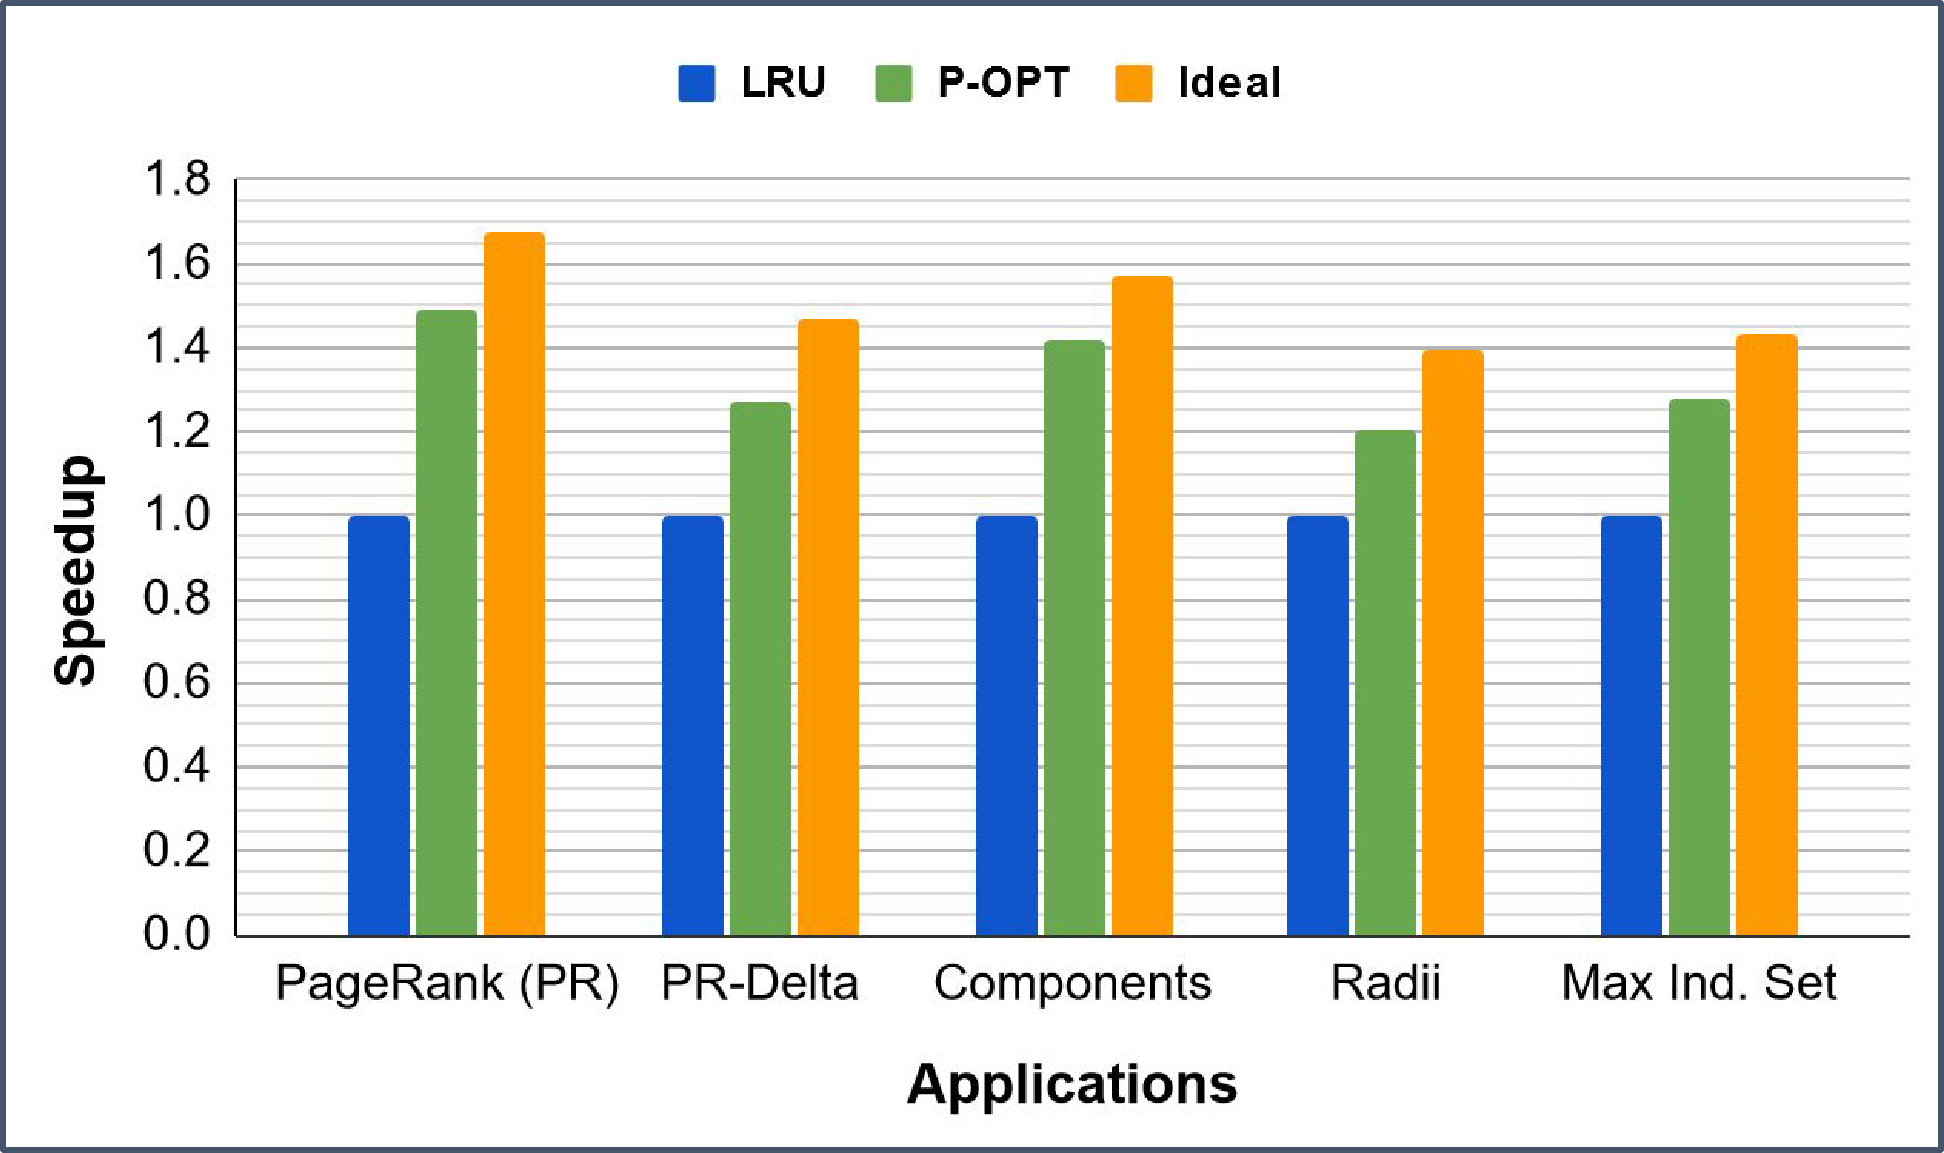 LRU P-OPT Ideal
1.8
1.6
1.4
1.2
1.0
0.8
0.6
0.4
0.2
0.0
Speedup
PageRank (PR) PR-Delta Components Radii Max Ind. Set
Applications